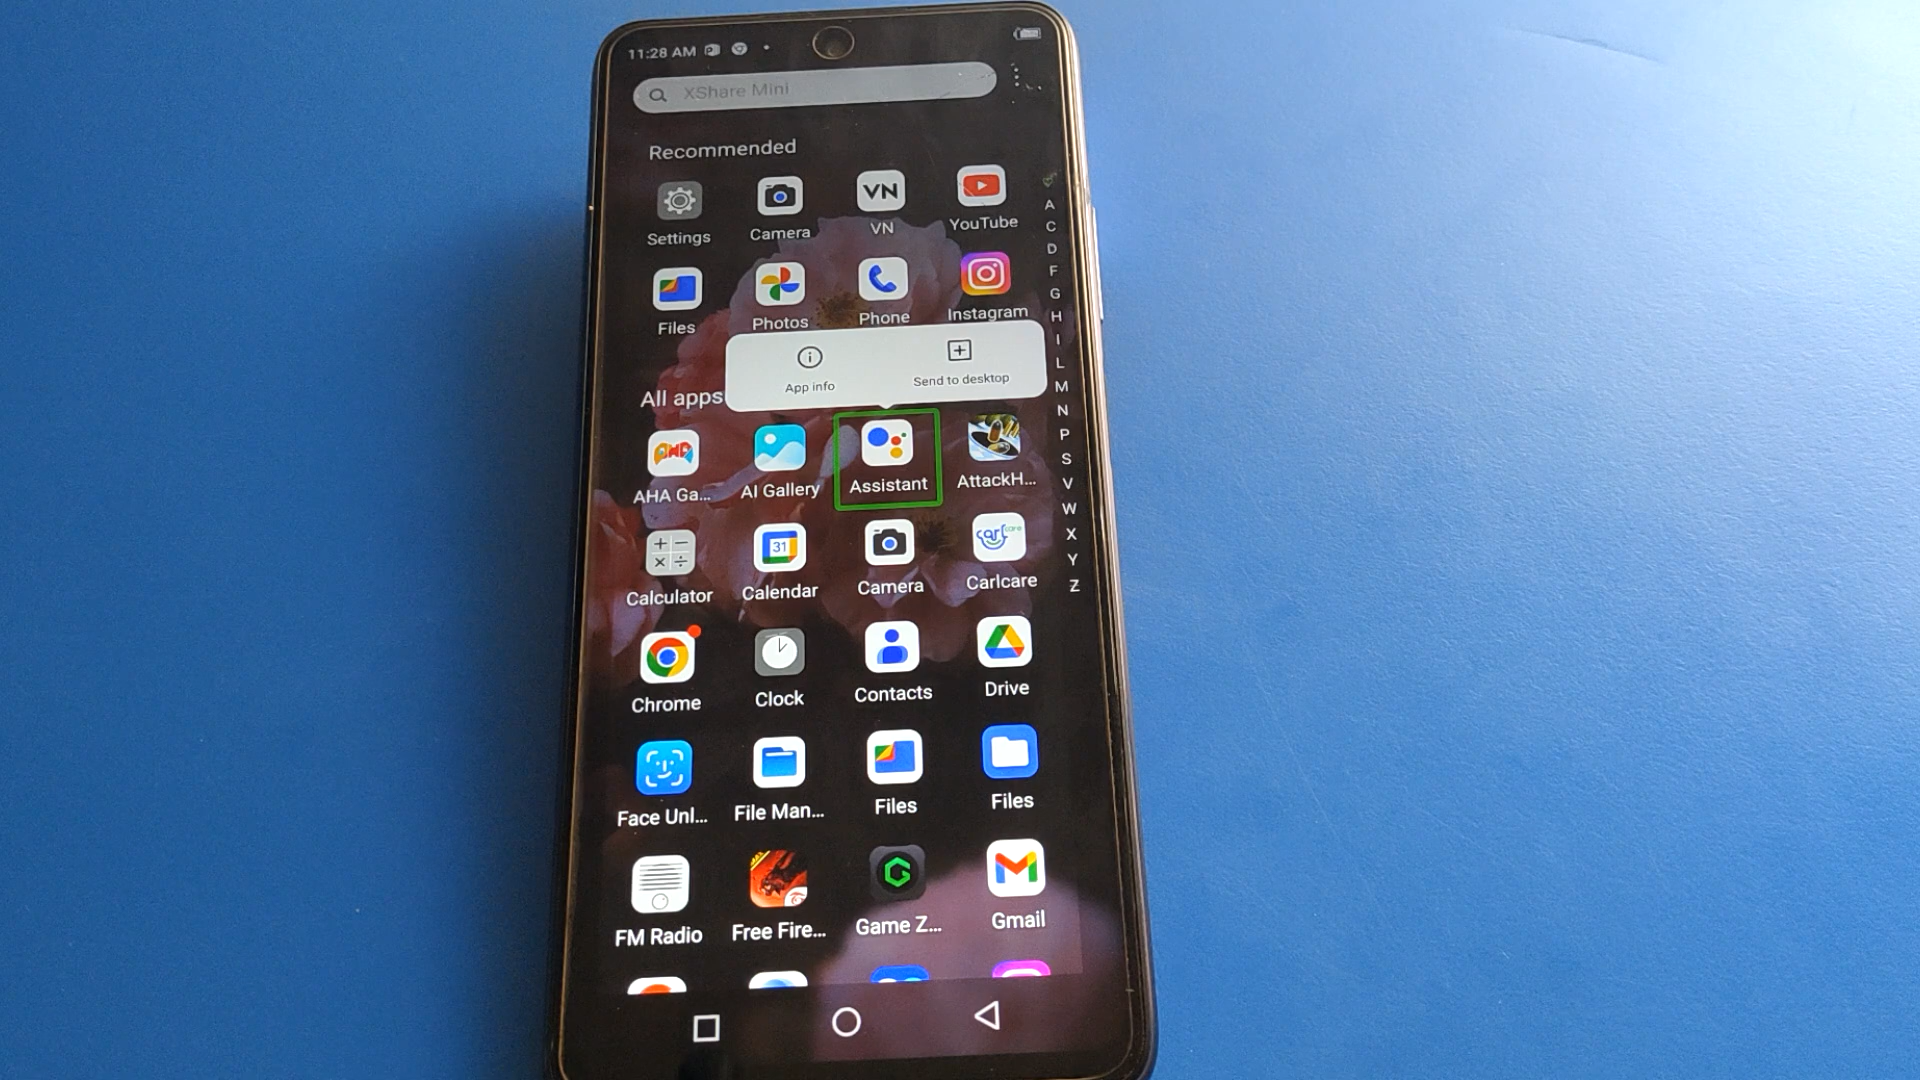 11:28 AM
XShare Mini
Recommended
Settings
Camera
VN
VN
YouTube
Files
Photos
Phone
Instagram
App info
Send to desktop
All apps
AHA
AHA Ga...
AI Gallery
Assistant
AttackH...
Calculator
31
Calendar
Camera
carlcare
Carlcare
Chrome
Clock
Contacts
Drive
Face Unl...
File Man...
Files
Files
FM Radio
Free Fire...
Game Z...
Gmail
A
C
D
F
G
H
I
L
M
N
P
S
V
W
X
Y
Z